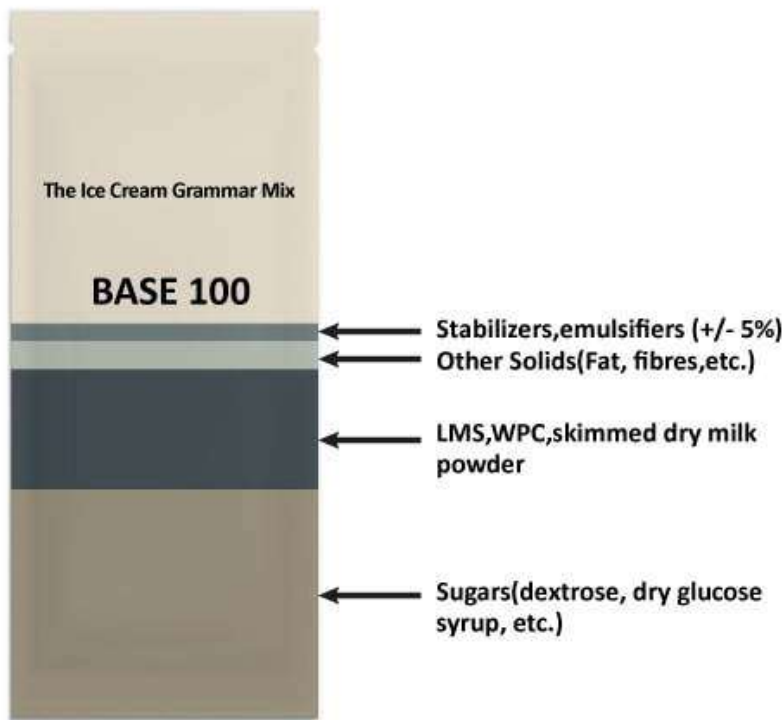 The Ice Cream Grammar Mix
BASE 100
Stabilizers,emulsifiers (+/- 5%)
Other Solids(Fat, fibres,etc.)
LMS,WPC,skimmed dry milk
powder
Sugars(dextrose, dry glucose
syrup, etc.)